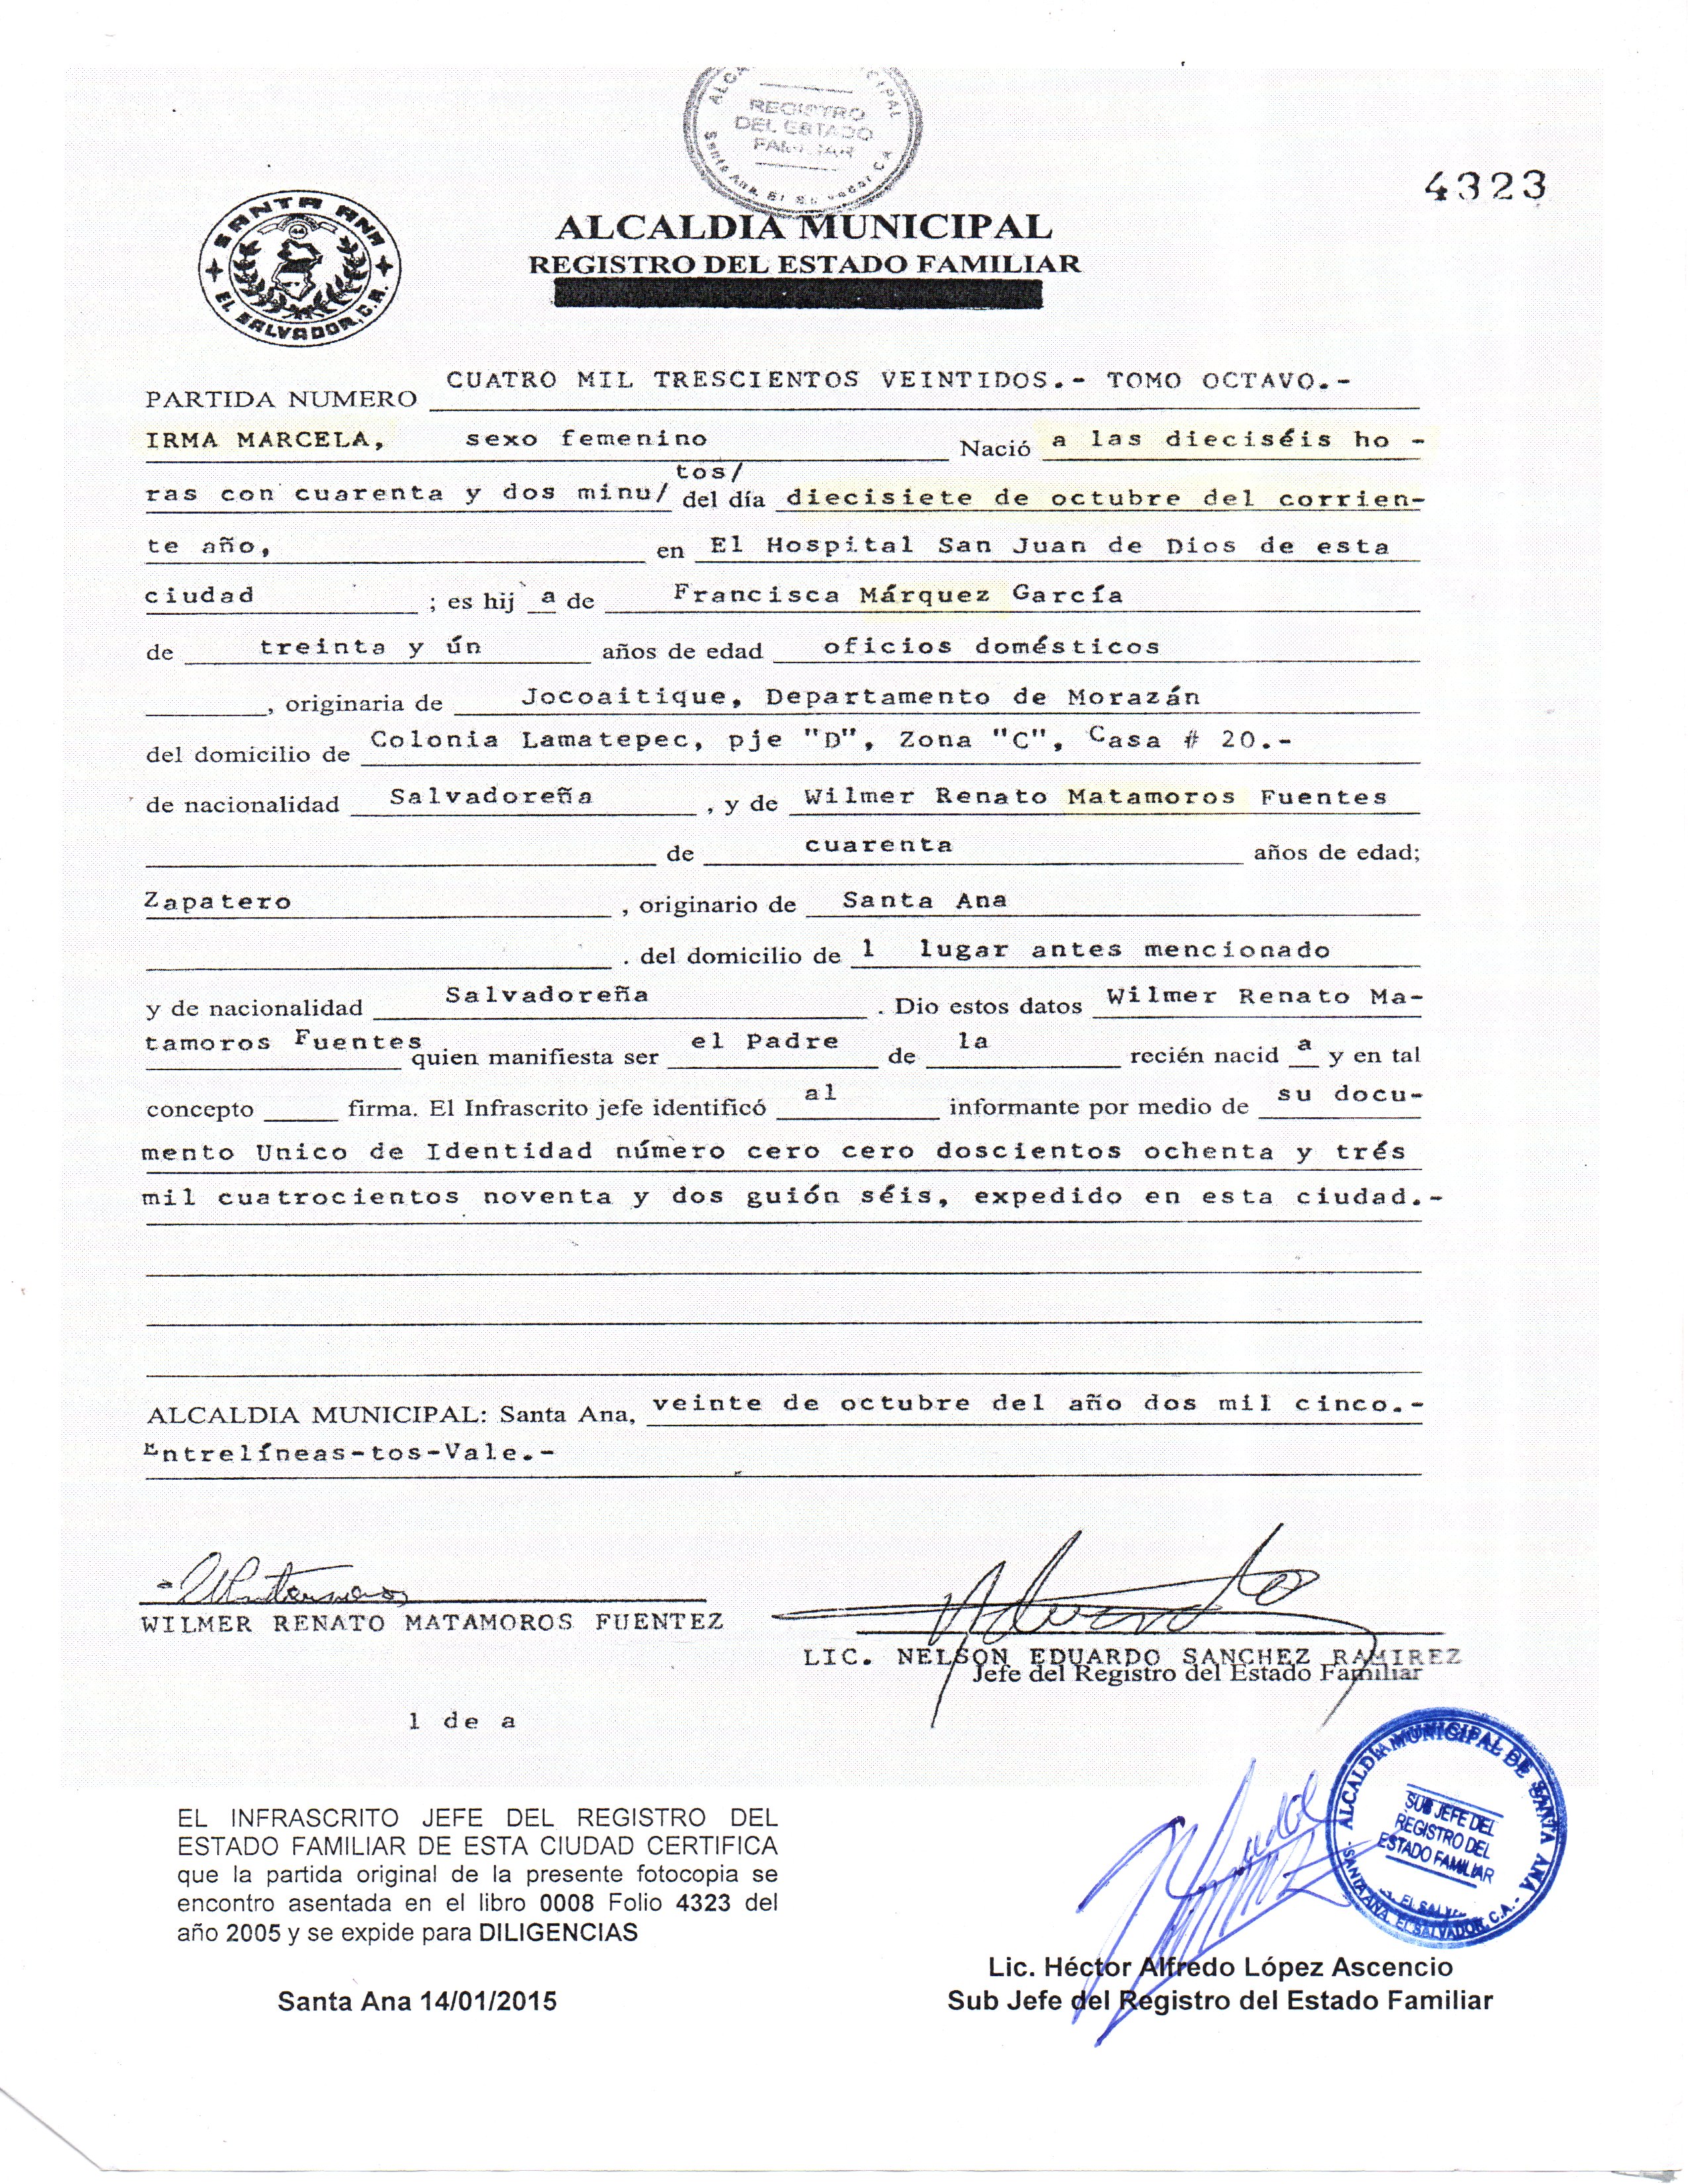 REGISTRO
DEL ESTADO
FAMILIAR
4323
SANTA ANA
EL SALVADOR, C.A.
ALCALDIA MUNICIPAL
REGISTRO DEL ESTADO FAMILIAR
PARTIDA NUMERO CUATRO MIL TRESCIENTOS VEINTIDOS.- TOMO OCTAVO.-
IRMA MARCELA, sexo femenino Nació a las dieciséis ho -
tos/
ras con cuarenta y dos minu/ del día diecisiete de octubre del corrien-
te año, en El Hospital San Juan de Dios de esta
ciudad ; es hij a de Francisca Márquez García
de treinta y ún años de edad oficios domésticos
, originaria de Jocoaitique, Departamento de Morazán
del domicilio de Colonia Lamatepec, pje "D", Zona "C", Casa # 20.-
de nacionalidad Salvadoreña , y de Wilmer Renato Matamoros Fuentes
de cuarenta años de edad;
Zapatero , originario de Santa Ana
. del domicilio de l lugar antes mencionado
y de nacionalidad Salvadoreña . Dio estos datos Wilmer Renato Ma-
tamoros Fuentes quien manifiesta ser el Padre de la recién nacid a y en tal
concepto firma. El Infrascrito jefe identificó al informante por medio de su docu-
mento Unico de Identidad número cero cero doscientos ochenta y trés
mil cuatrocientos noventa y dos guión séis, expedido en esta ciudad.-
ALCALDIA MUNICIPAL: Santa Ana, veinte de octubre del año dos mil cinco.-
Entrelíneas-tos-Vale.-
WILMER RENATO MATAMOROS FUENTEZ
LIC. NELSON EDUARDO SANCHEZ RAMIREZ
Jefe del Registro del Estado Familiar
1 de a
ALCALDIA MUNICIPAL DE SANTA ANA
SUB JEFE DEL
REGISTRO DEL
ESTADO FAMILIAR
SANTA ANA, EL SALVADOR, C.A.
EL INFRASCRITO JEFE DEL REGISTRO DEL
ESTADO FAMILIAR DE ESTA CIUDAD CERTIFICA
que la partida original de la presente fotocopia se
encontro asentada en el libro 0008 Folio 4323 del
año 2005 y se expide para DILIGENCIAS
Lic. Héctor Alfredo López Ascencio
Santa Ana 14/01/2015
Sub Jefe del Registro del Estado Familiar